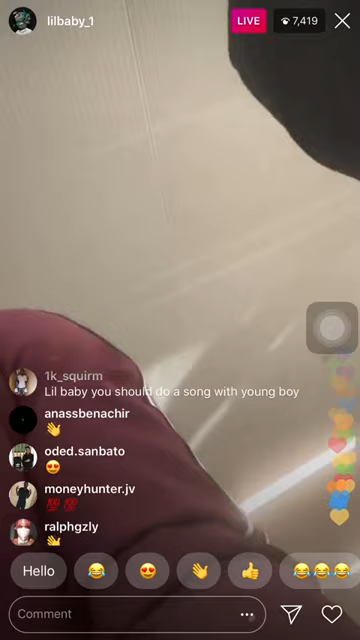 lilbaby_1
LIVE
7,419
1k_squirm
Lil baby you should do a song with young boy
anassbenachir
👋
oded.sanbato
😍
moneyhunter.jv
💯 💯
ralphgzly
👋
Hello 😂 😍 👋 👍 😂😂😂
Comment